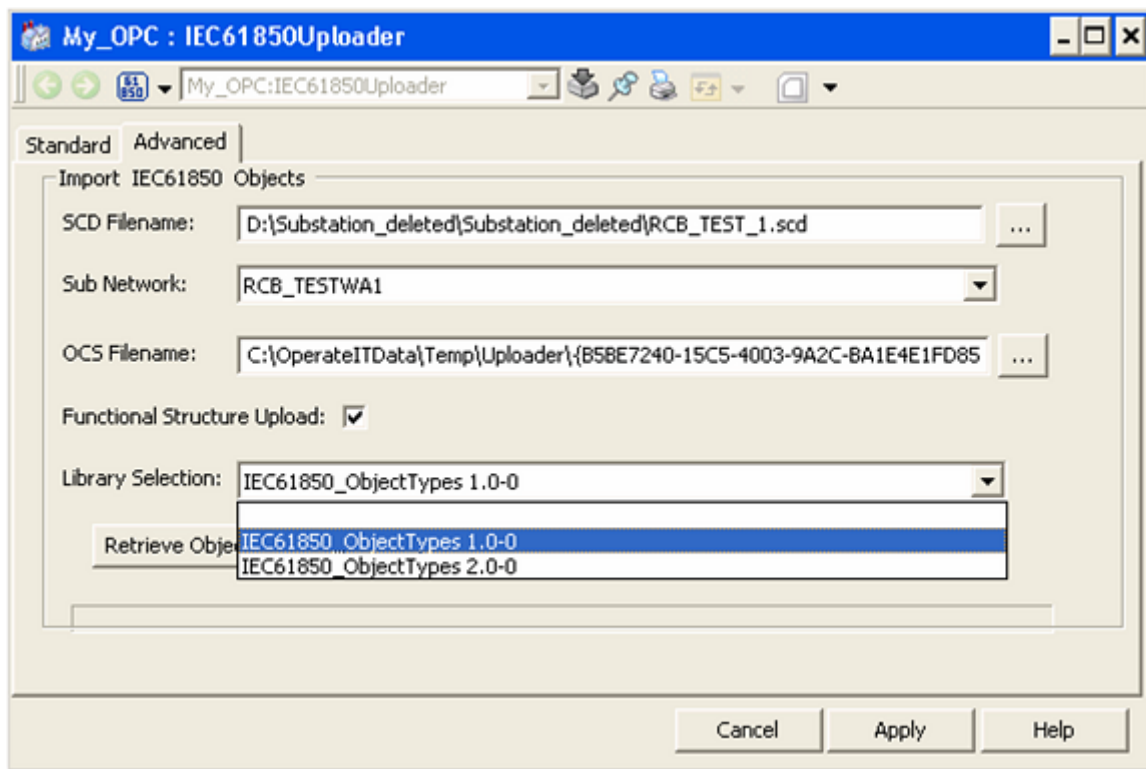 My_OPC : IEC61850Uploader
61
850
My_OPC:IEC61850Uploader
Standard Advanced
Import IEC61850 Objects
SCD Filename: D:\Substation_deleted\Substation_deleted\RCB_TEST_1.scd ...
Sub Network: RCB_TESTWA1
OCS Filename: C:\OperateITData\Temp\Uploader\{B5BE7240-15C5-4003-9A2C-BA1E4E1FD85 ...
Functional Structure Upload:
Library Selection: IEC61850_ObjectTypes 1.0-0
Retrieve Obje IEC61850_ObjectTypes 1.0-0
IEC61850_ObjectTypes 2.0-0
Cancel Apply Help